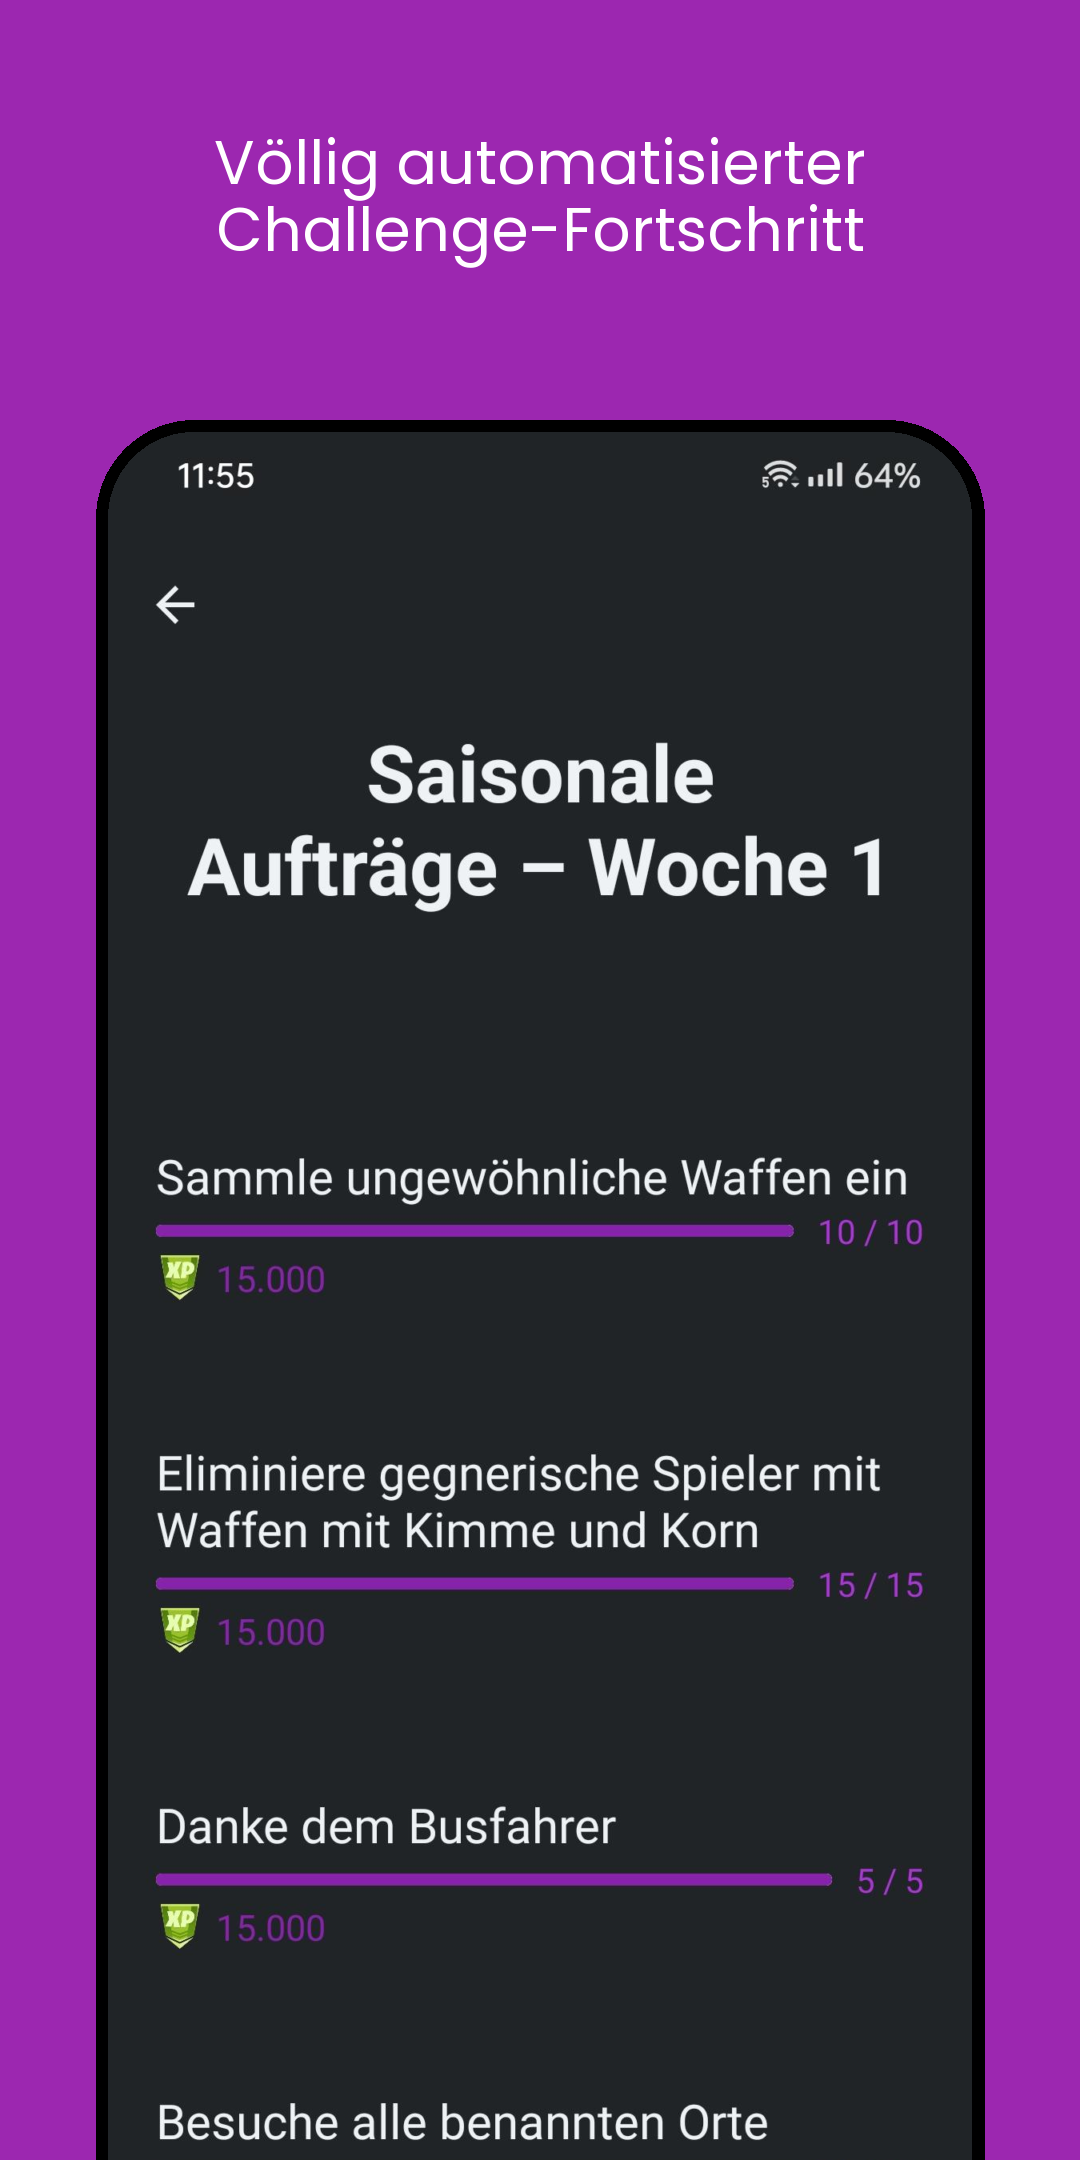 Völlig automatisierter
Challenge-Fortschritt
11:55
5
64%
Saisonale
Aufträge – Woche 1
Sammle ungewöhnliche Waffen ein
10 / 10
XP
15.000
Eliminiere gegnerische Spieler mit
Waffen mit Kimme und Korn
15 / 15
XP
15.000
Danke dem Busfahrer
5 / 5
XP
15.000
Besuche alle benannten Orte